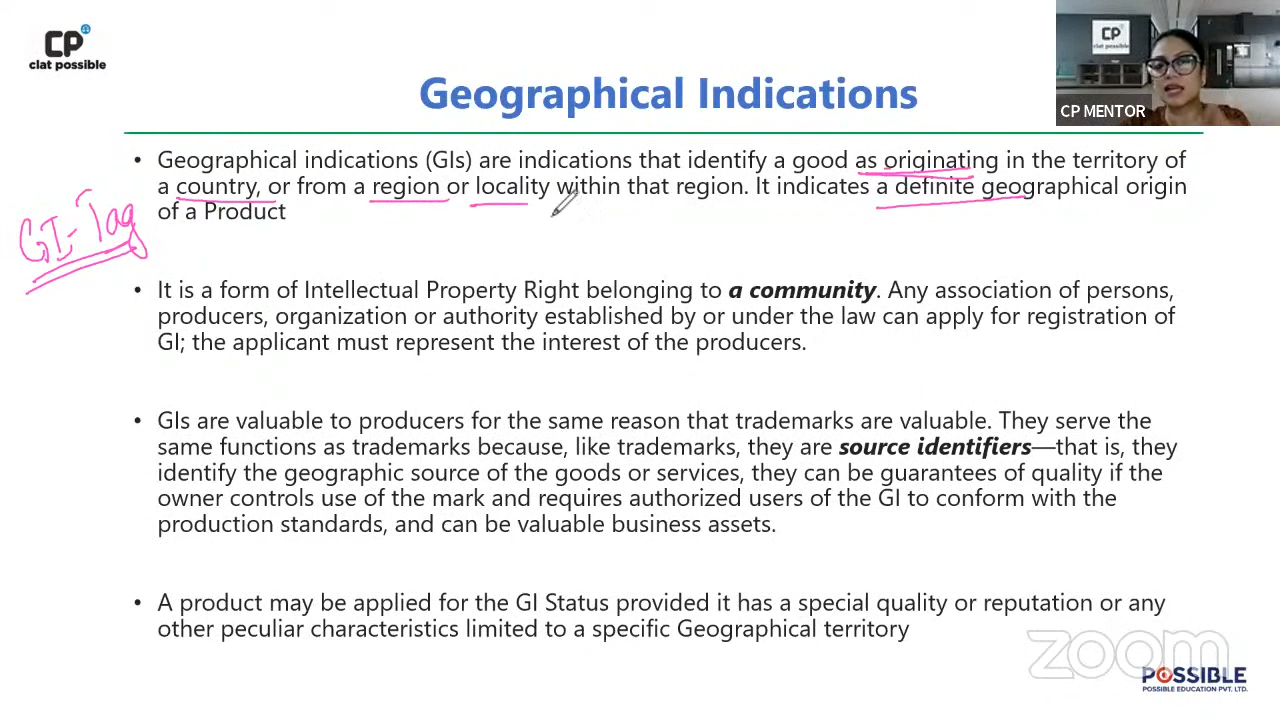 CP
clat possible
Geographical Indications
clat possible
CP MENTOR
• Geographical indications (GIs) are indications that identify a good as originating in the territory of
a country, or from a region or locality within that region. It indicates a definite geographical origin
of a Product
GI-Tag
• It is a form of Intellectual Property Right belonging to a community. Any association of persons,
producers, organization or authority established by or under the law can apply for registration of
GI; the applicant must represent the interest of the producers.
• GIs are valuable to producers for the same reason that trademarks are valuable. They serve the
same functions as trademarks because, like trademarks, they are source identifiers—that is, they
identify the geographic source of the goods or services, they can be guarantees of quality if the
owner controls use of the mark and requires authorized users of the GI to conform with the
production standards, and can be valuable business assets.
• A product may be applied for the GI Status provided it has a special quality or reputation or any
other peculiar characteristics limited to a specific Geographical territory
zoom
POSSIBLE
POSSIBLE EDUCATION PVT. LTD.